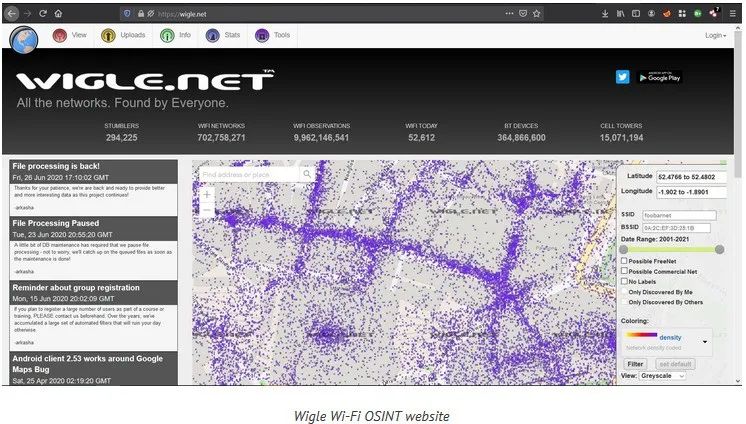 https://wigle.net
View
Uploads
Info
Stats
Tools
Login
WIGLE.NET™
All the networks. Found by Everyone.
ANDROID APP ON
Google Play
STUMBLERS
WIFI NETWORKS
WIFI OBSERVATIONS
WIFI TODAY
BT DEVICES
CELL TOWERS
294,225
702,758,271
9,962,146,541
52,612
364,866,600
15,071,194
File processing is back!
Fri, 26 Jun 2020 17:10:02 GMT
Thanks for your patience, we're back and ready to provide better
and more interesting data as this project continues!
-arkasha
File Processing Paused
Tue, 23 Jun 2020 20:55:20 GMT
A little bit of DB maintenance has required that we pause file
processing - not to worry, we'll catch up on the queued files as soon as
the maintenance is done!
-arkasha
Reminder about group registration
Mon, 15 Jun 2020 20:02:09 GMT
If you plan to register a large number of users as part of a course or
training, PLEASE contact us beforehand. Over the years, we've
accumulated a large set of automated filters that will ruin your day
otherwise.
-arkasha
Android client 2.53 works around Google
Maps Bug
Sat, 25 Apr 2020 02:19:20 GMT
Find address or place
+
−
WIGLE.NET
WIGLE.NET
WIGLE.NET
Latitude
52.4766 to 52.4802
Longitude
-1.902 to -1.8901
SSID
foobarnet
BSSID
0A:2C:EF:3D:25:1B
Date Range: 2001-2021
Possible FreeNet
Possible Commercial Net
No Labels
Only Discovered By Me
Only Discovered By Others
Coloring:
density
Network density coded
Filter
set default
View:
Greyscale
Wigle Wi-Fi OSINT website